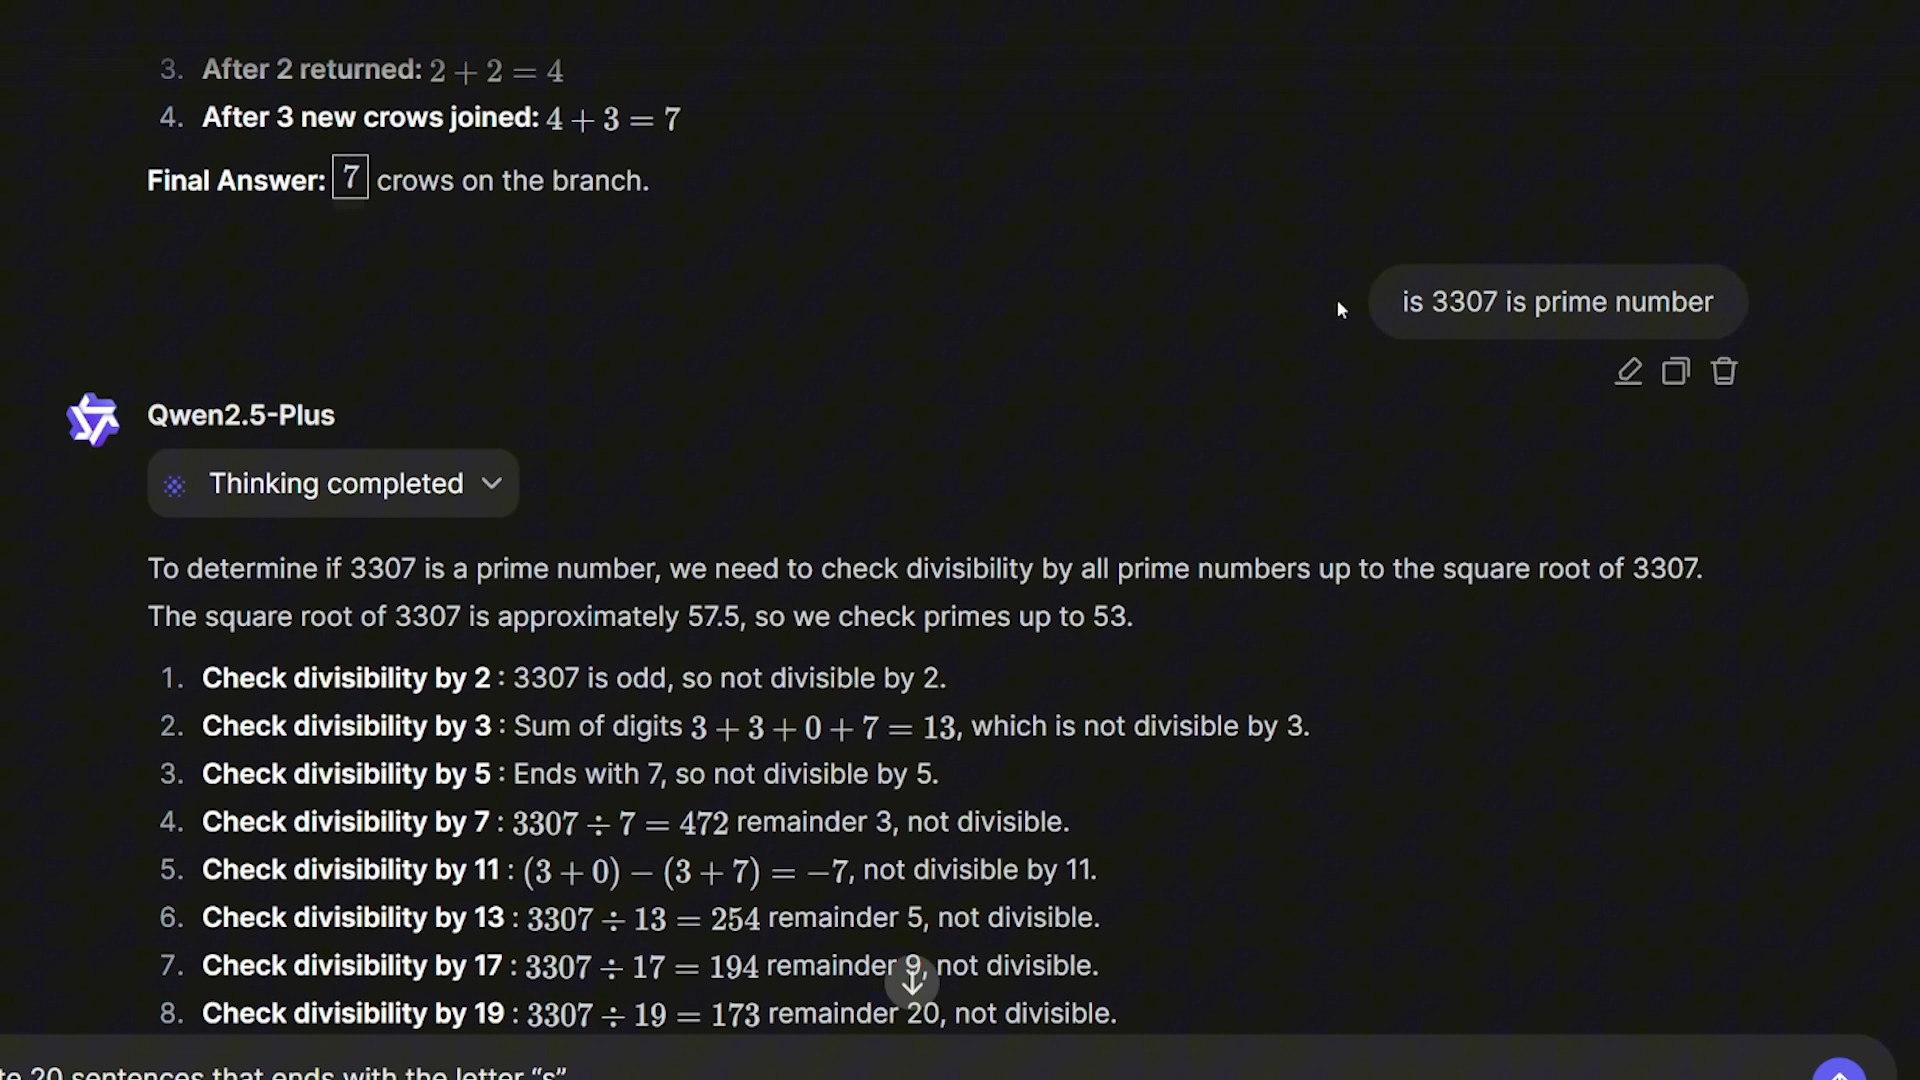 3. After 2 returned: 2 + 2 = 4
4. After 3 new crows joined: 4 + 3 = 7
Final Answer: 7 crows on the branch.
is 3307 is prime number
Qwen2.5-Plus
Thinking completed
To determine if 3307 is a prime number, we need to check divisibility by all prime numbers up to the square root of 3307.
The square root of 3307 is approximately 57.5, so we check primes up to 53.
1. Check divisibility by 2 : 3307 is odd, so not divisible by 2.
2. Check divisibility by 3 : Sum of digits 3 + 3 + 0 + 7 = 13, which is not divisible by 3.
3. Check divisibility by 5 : Ends with 7, so not divisible by 5.
4. Check divisibility by 7 : 3307 ÷ 7 = 472 remainder 3, not divisible.
5. Check divisibility by 11 : (3 + 0) − (3 + 7) = −7, not divisible by 11.
6. Check divisibility by 13 : 3307 ÷ 13 = 254 remainder 5, not divisible.
7. Check divisibility by 17 : 3307 ÷ 17 = 194 remainder 9, not divisible.
8. Check divisibility by 19 : 3307 ÷ 19 = 173 remainder 20, not divisible.
te 20 sentences that ends with the letter “s”